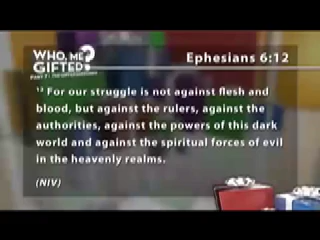 WHO, ME
GIFTED?
Ephesians 6:12
12 For our struggle is not against flesh and
blood, but against the rulers, against the
authorities, against the powers of this dark
world and against the spiritual forces of evil
in the heavenly realms.
(NIV)